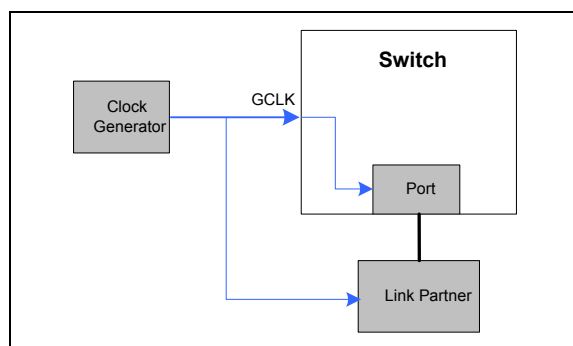 Switch
Clock
Generator
GCLK
Port
Link Partner